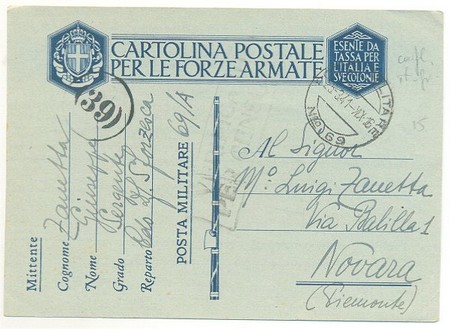 CARTOLINA POSTALE
PER LE FORZE ARMATE
ESENTE DA
TASSA PER
L'ITALIA E
SUE COLONIE
39
Mittente
Cognome Zanetta
Nome Giuseppe
Grado Sergente
Reparto
POSTA MILITARE 69/A
Al Signor
Mo. Luigi Zanetta
Via Balilla 1
Novara
(Piemonte)